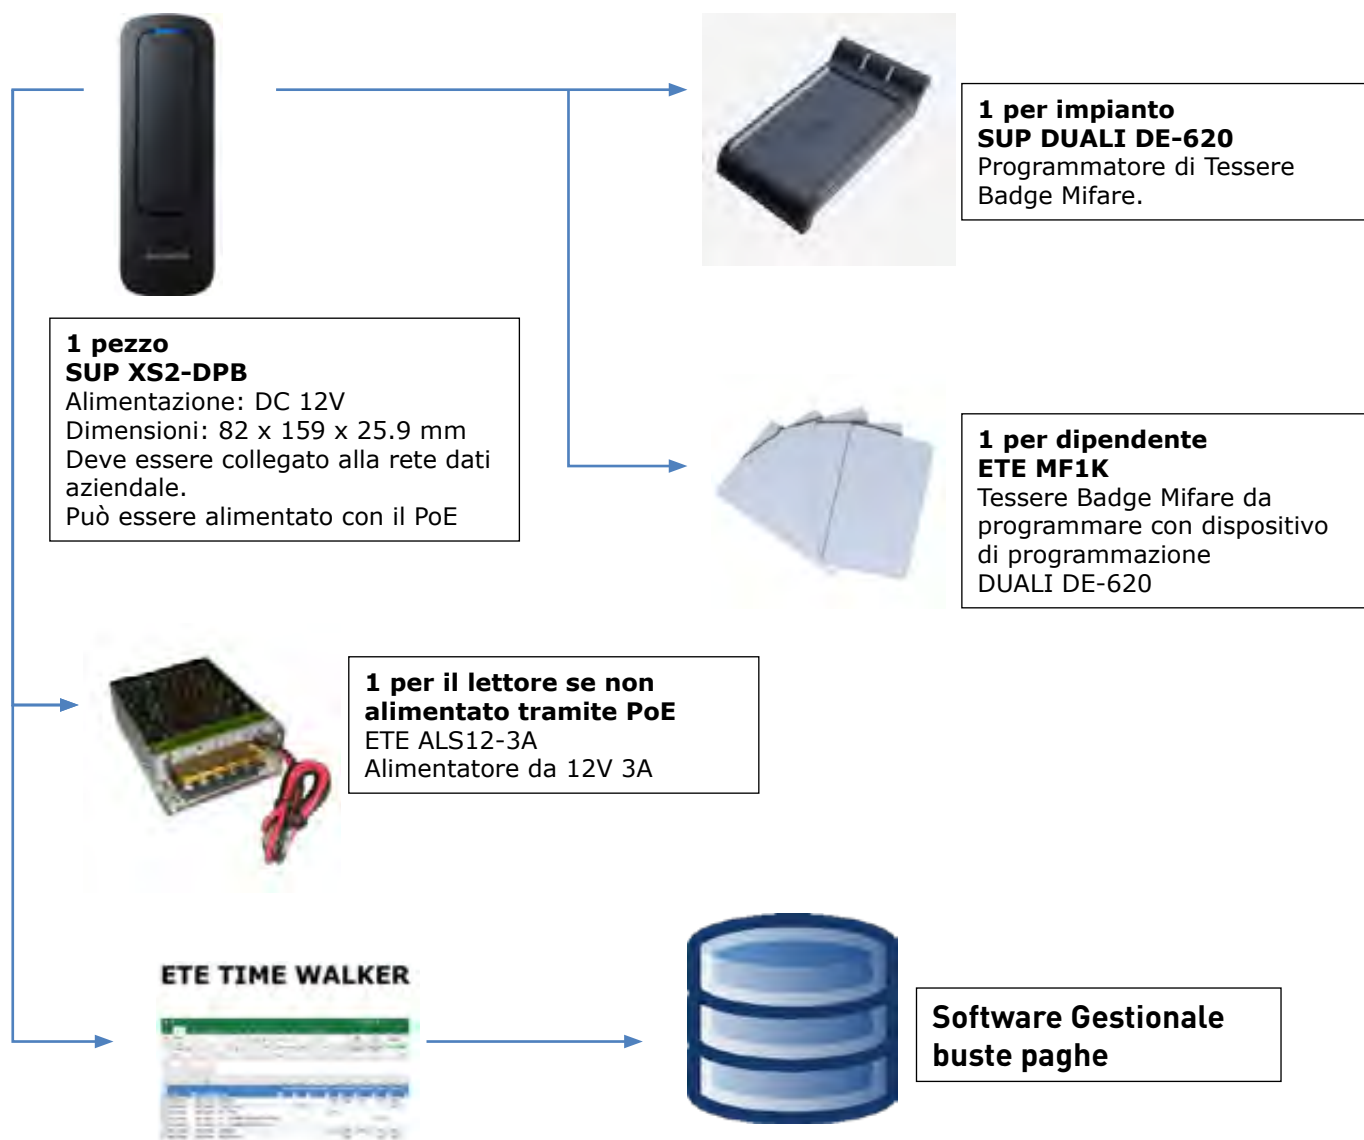 1 per impianto
SUP DUALI DE-620
Programmatore di Tessere
Badge Mifare.
1 pezzo
SUP XS2-DPB
Alimentazione: DC 12V
Dimensioni: 82 x 159 x 25.9 mm
Deve essere collegato alla rete dati
aziendale.
Può essere alimentato con il PoE
1 per dipendente
ETE MF1K
Tessere Badge Mifare da
programmare con dispositivo
di programmazione
DUALI DE-620
1 per il lettore se non
alimentato tramite PoE
ETE ALS12-3A
Alimentatore da 12V 3A
ETE TIME WALKER
Software Gestionale
buste paghe